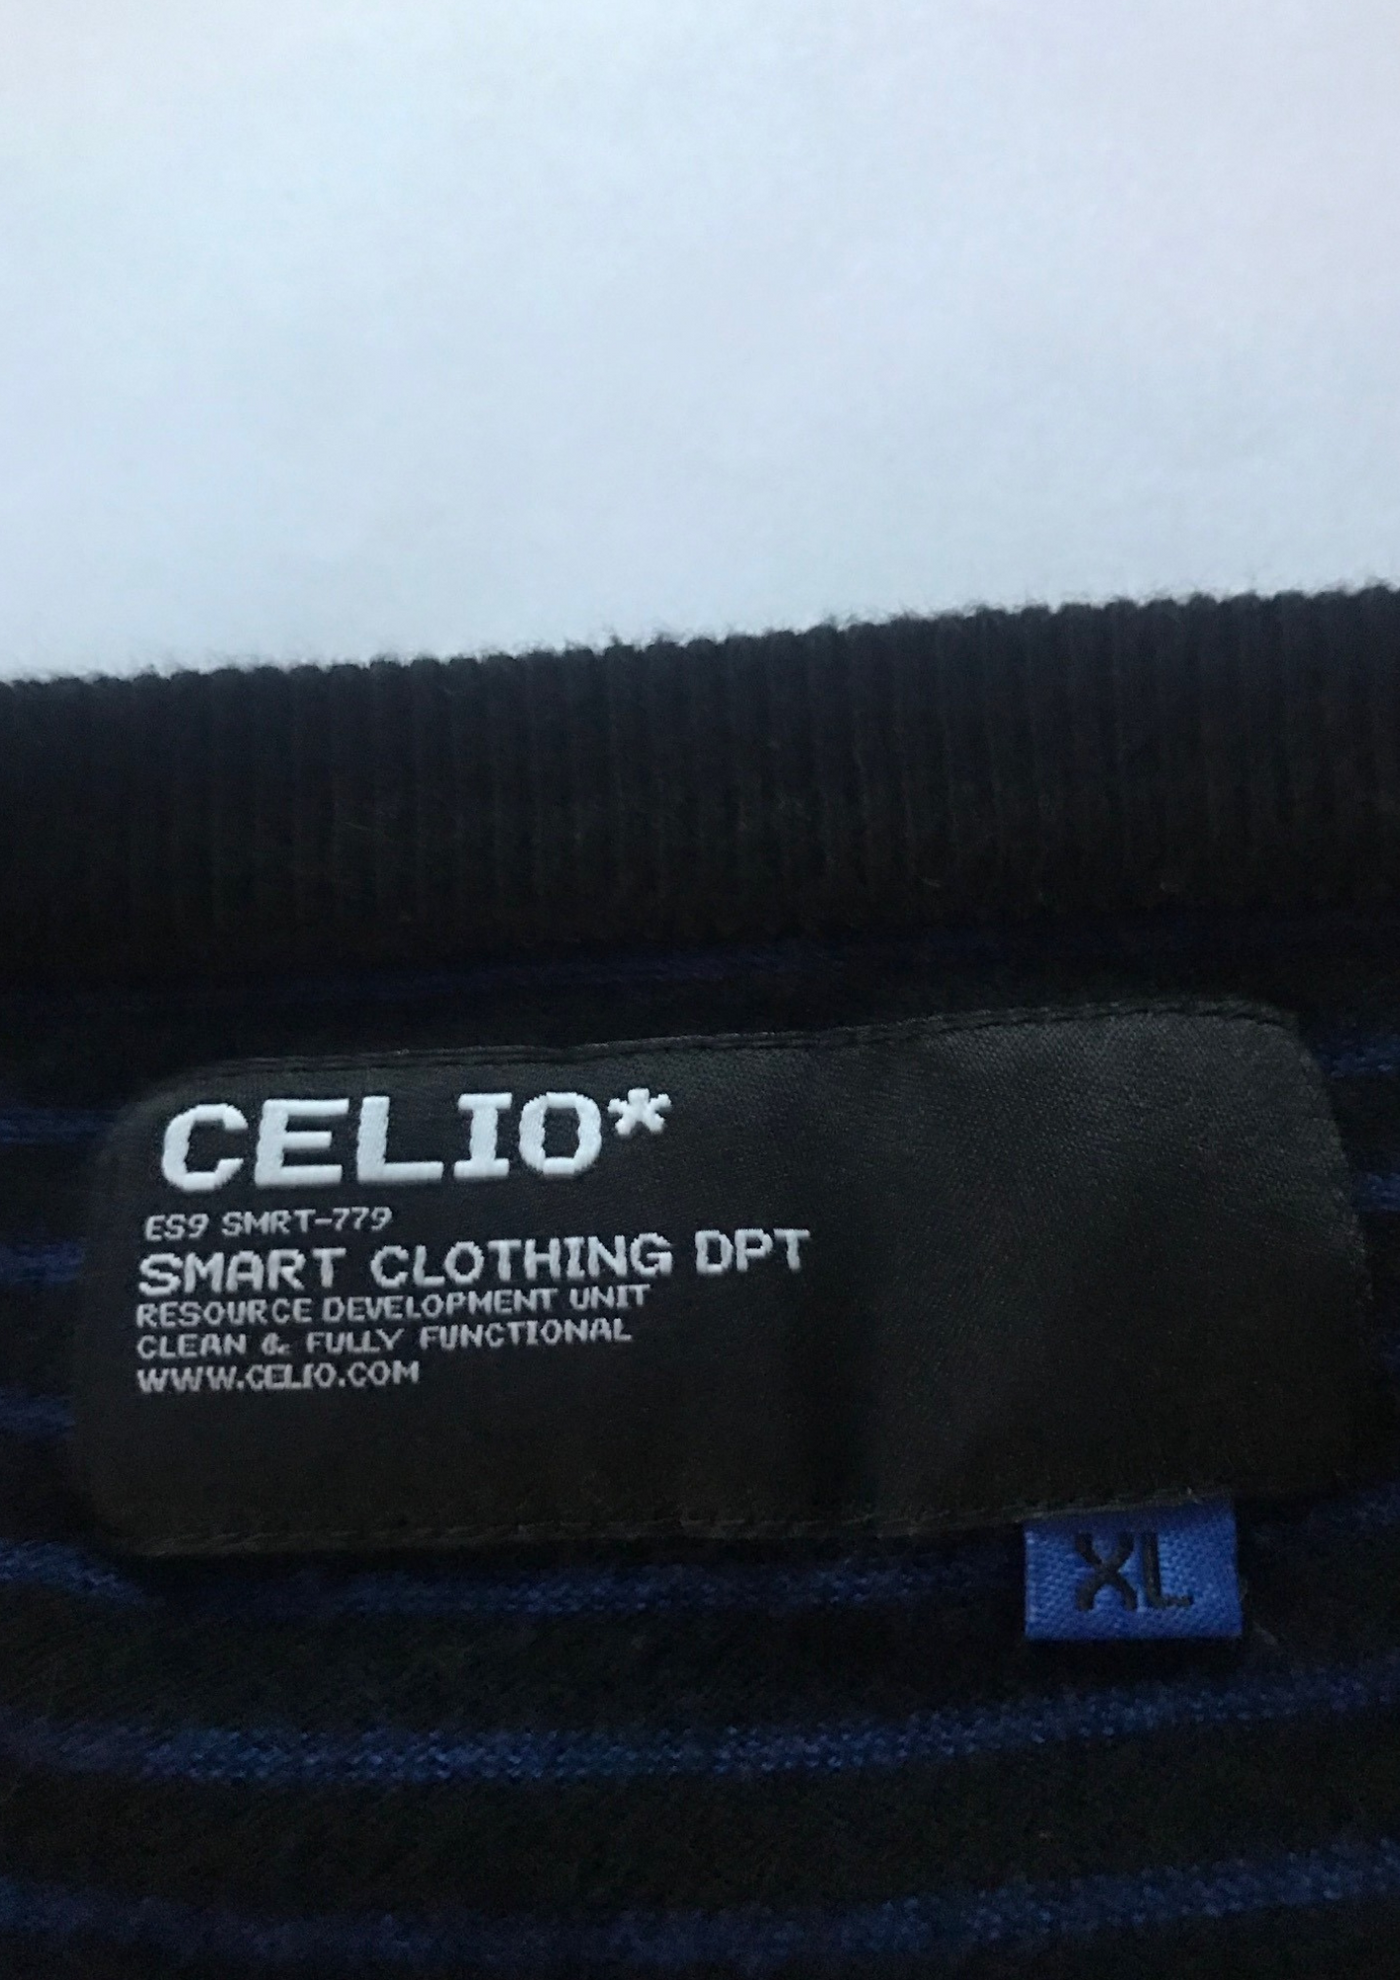 CELIO*
ES9 SMRT-779
SMART CLOTHING DPT
RESOURCE DEVELOPMENT UNIT
CLEAN & FULLY FUNCTIONAL
WWW.CELIO.COM
XL